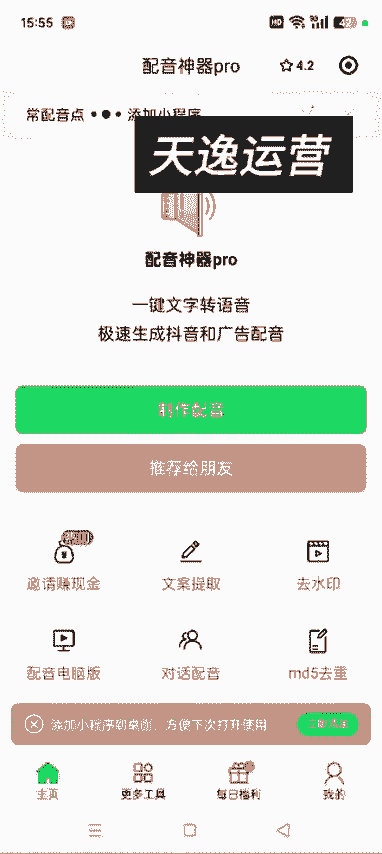 15:55
配音神器pro
4.2
常配音点 ••• 添加小程序
天逸运营
配音神器pro
一键文字转语音
极速生成抖音和广告配音
制作配音
推荐给朋友
邀请赚现金 文案提取 去水印
配音电脑版 对话配音 md5去重
添加小程序到桌面，方便下次打开使用
主页 更多工具 每日福利 我的